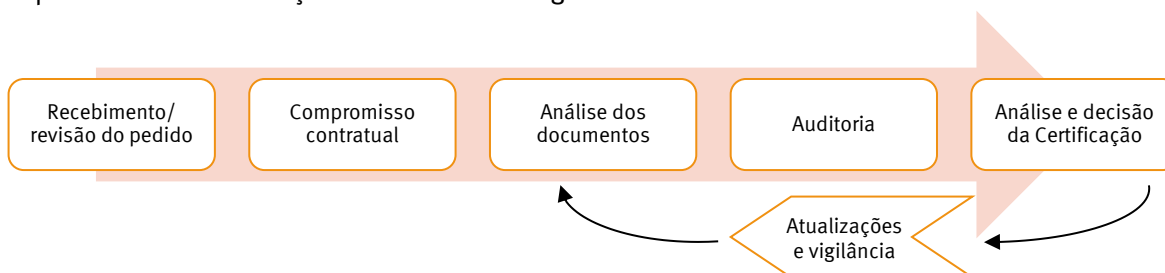 Recebimento/
revisão do pedido
Compromisso
contratual
Análise dos
documentos
Auditoria
Análise e decisão
da Certificação
Atualizações
e vigilância